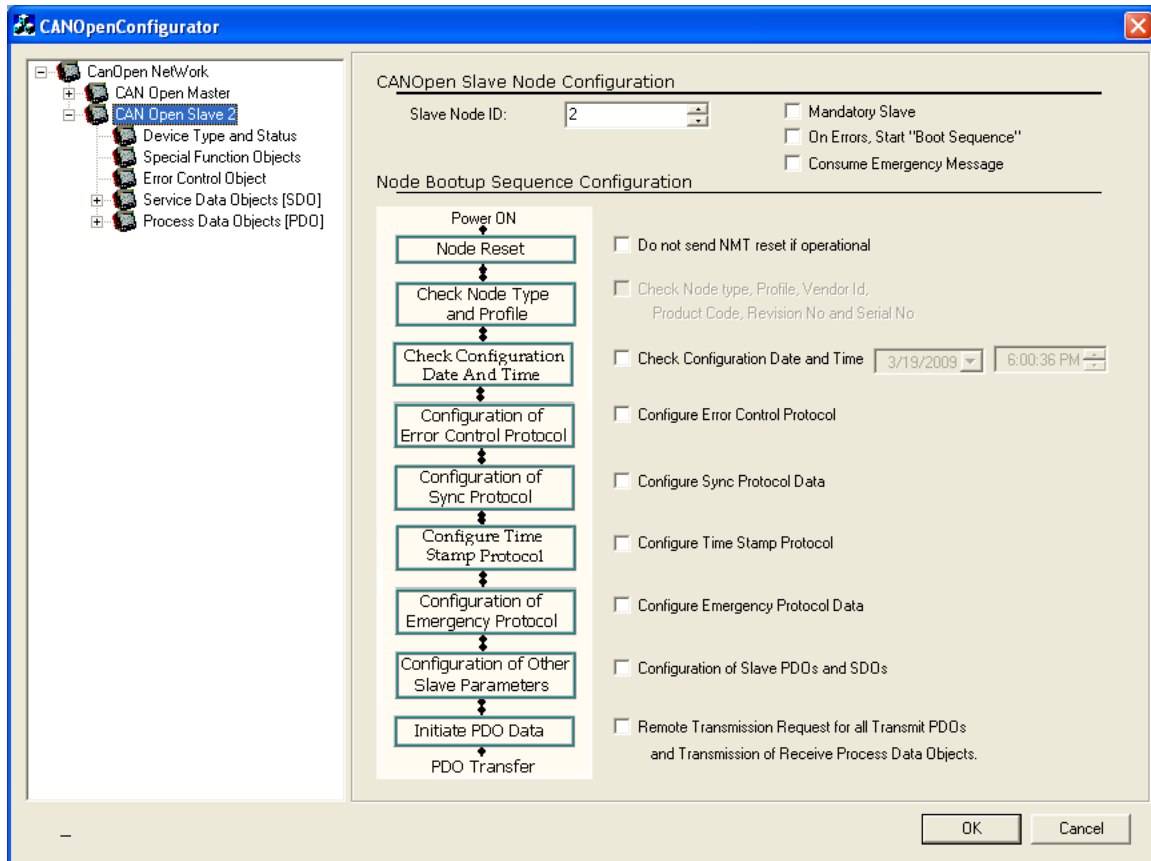 CANOpenConfigurator
CanOpen NetWork
CAN Open Master
CAN Open Slave 2
Device Type and Status
Special Function Objects
Error Control Object
Service Data Objects [SDO]
Process Data Objects [PDO]
CANOpen Slave Node Configuration
Slave Node ID:
2
Mandatory Slave
On Errors, Start "Boot Sequence"
Consume Emergency Message
Node Bootup Sequence Configuration
Power ON
Node Reset
Do not send NMT reset if operational
Check Node Type
and Profile
Check Node type, Profile, Vendor Id,
Product Code, Revision No and Serial No
Check Configuration
Date And Time
Check Configuration Date and Time
3/19/2009
6:00:36 PM
Configuration of
Error Control Protocol
Configure Error Control Protocol
Configuration of
Sync Protocol
Configure Sync Protocol Data
Configure Time
Stamp Protocol
Configure Time Stamp Protocol
Configuration of
Emergency Protocol
Configure Emergency Protocol Data
Configuration of Other
Slave Parameters
Configuration of Slave PDOs and SDOs
Initiate PDO Data
Remote Transmission Request for all Transmit PDOs
and Transmission of Receive Process Data Objects.
PDO Transfer
OK
Cancel